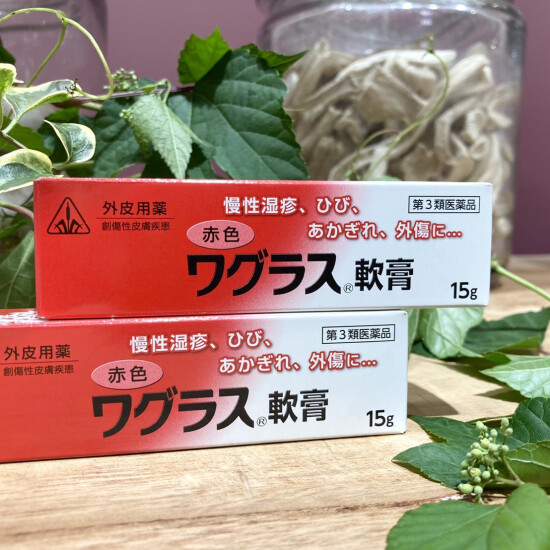 外皮用薬
創傷性皮膚疾患
慢性湿疹、ひび、
あかぎれ、外傷に…
第3類医薬品
赤色
ワグラス®軟膏
15g
外皮用薬
創傷性皮膚疾患
慢性湿疹、ひび、
あかぎれ、外傷に…
第3類医薬品
赤色
ワグラス®軟膏
15g